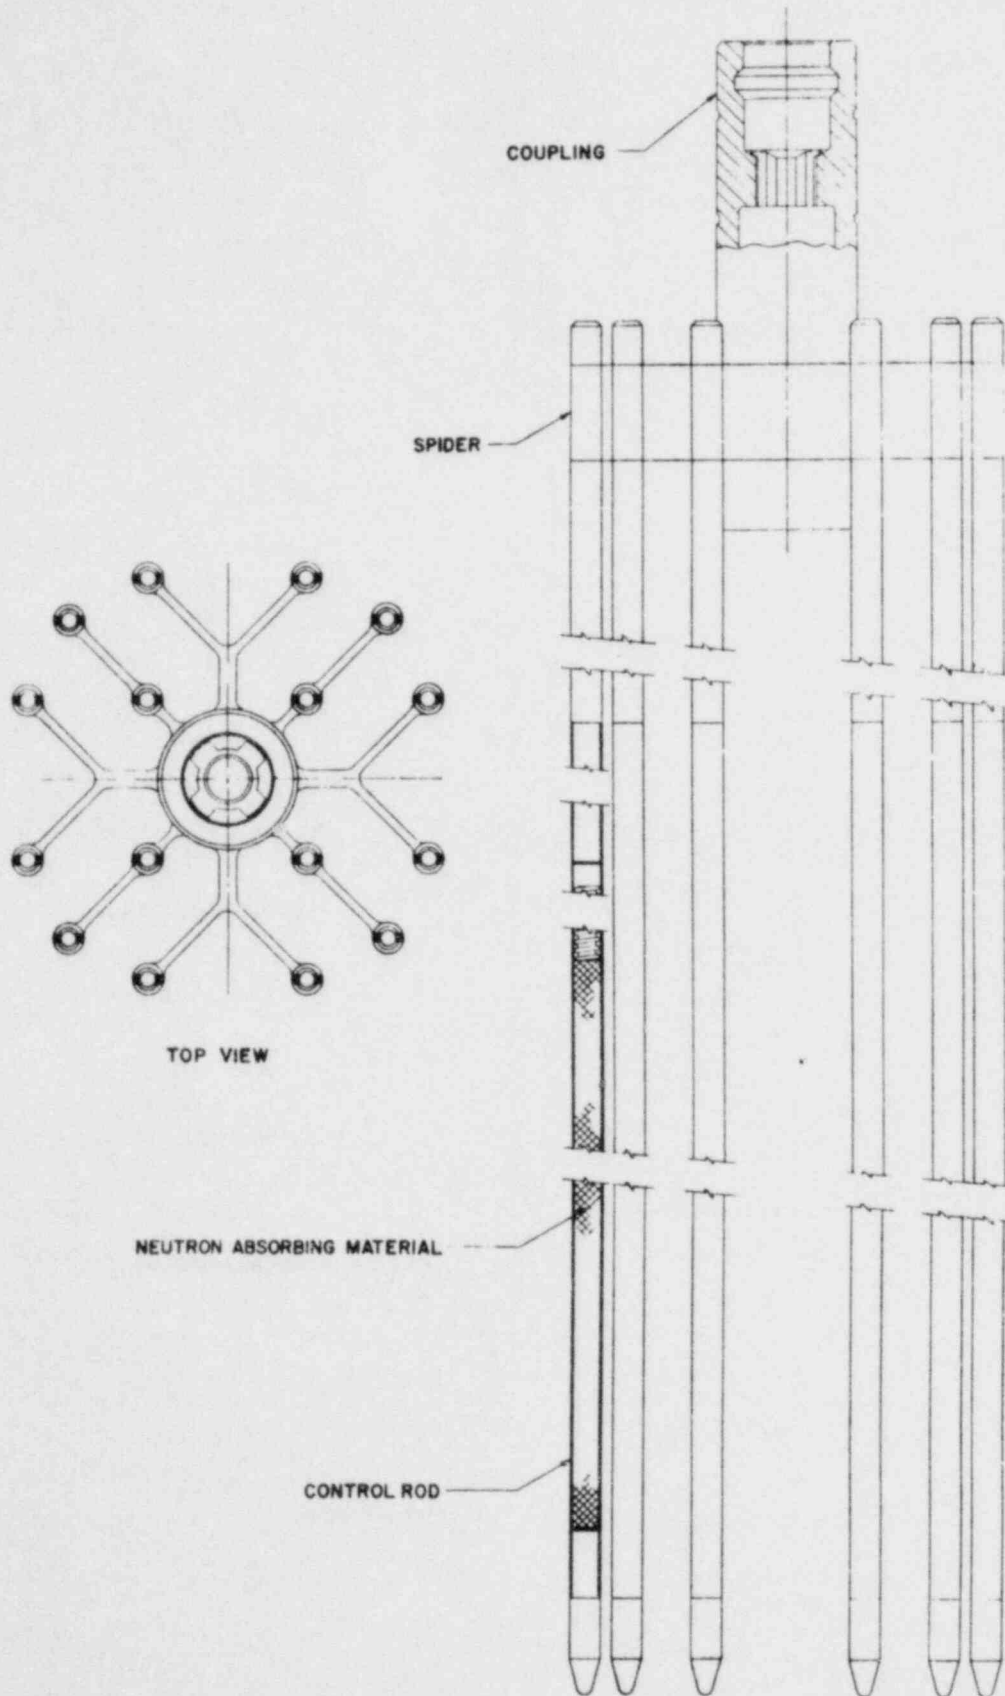 COUPLING
SPIDER
TOP VIEW
NEUTRON ABSORBING MATERIAL
CONTROL ROD